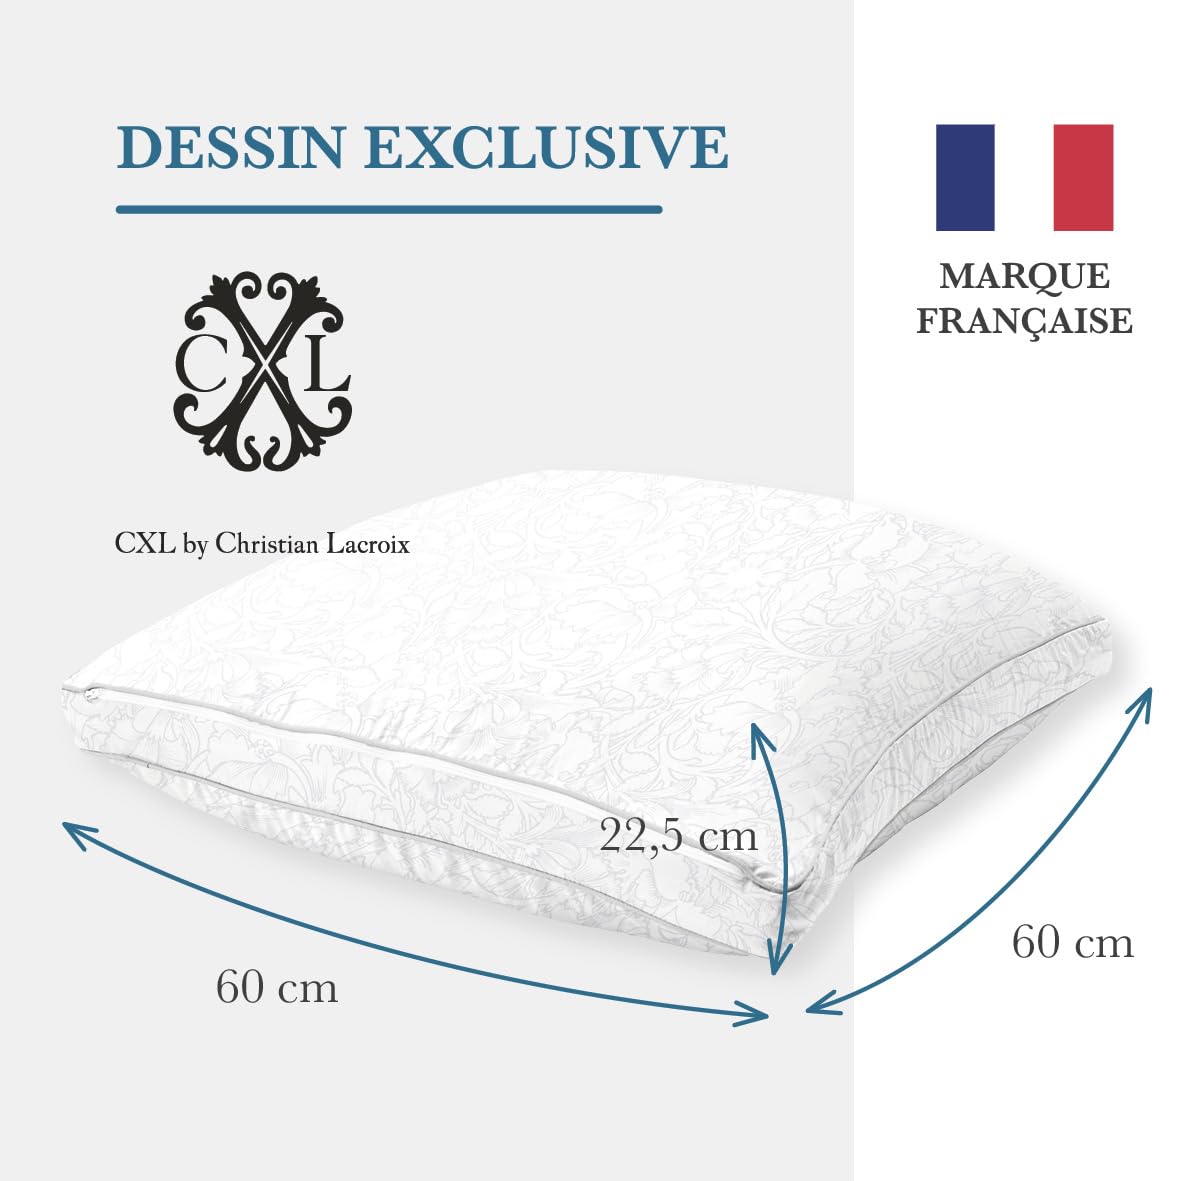 DESSIN EXCLUSIVE
MARQUE
FRANÇAISE
CXL
CXL by Christian Lacroix
22,5 cm
60 cm
60 cm